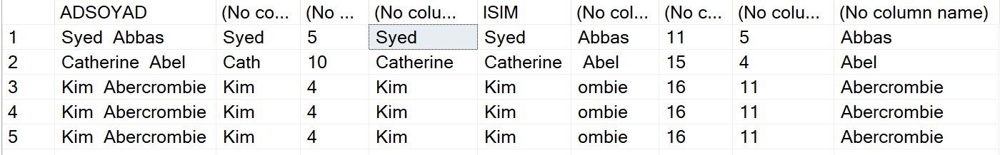 ADSOYAD (No co... (No ... (No colu... ISIM (No col... (No c... (No colu... (No column name)
1 Syed  Abbas Syed 5 Syed Syed Abbas 11 5 Abbas
2 Catherine  Abel Cath 10 Catherine Catherine Abel 15 4 Abel
3 Kim  Abercrombie Kim 4 Kim Kim ombie 16 11 Abercrombie
4 Kim  Abercrombie Kim 4 Kim Kim ombie 16 11 Abercrombie
5 Kim  Abercrombie Kim 4 Kim Kim ombie 16 11 Abercrombie